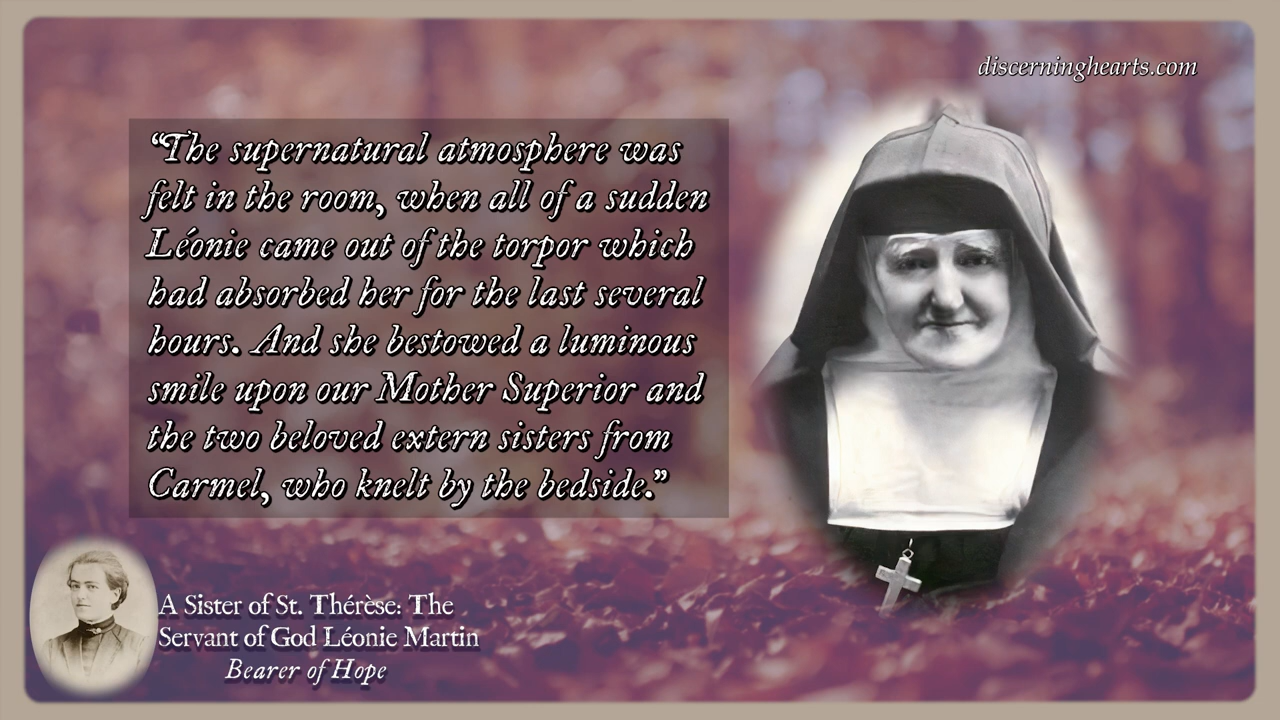 discerninghearts.com
“The supernatural atmosphere was
felt in the room, when all of a sudden
Léonie came out of the torpor which
had absorbed her for the last several
hours. And she bestowed a luminous
smile upon our Mother Superior and
the two beloved extern sisters from
Carmel, who knelt by the bedside.”
A Sister of St. Thérèse: The
Servant of God Léonie Martin
Bearer of Hope